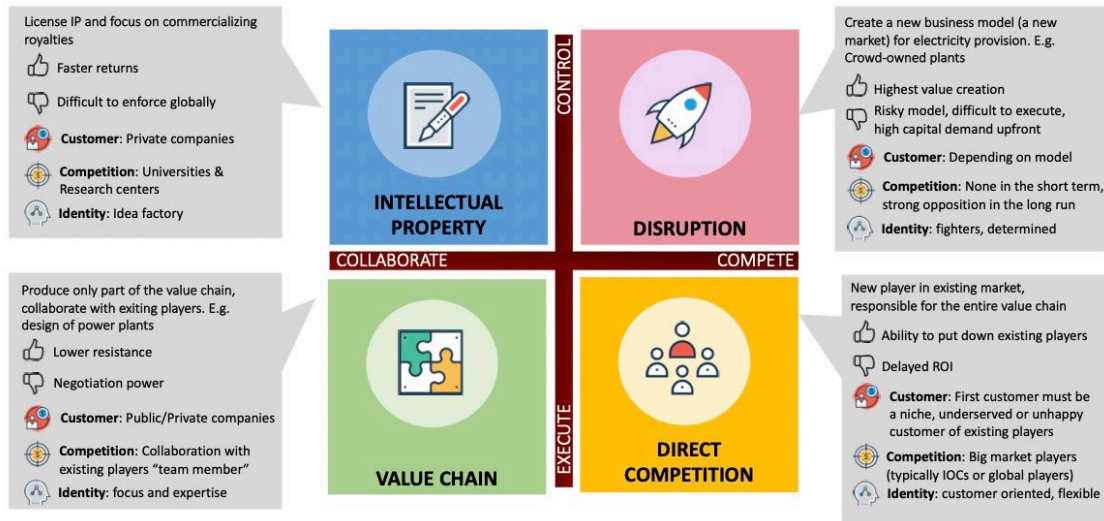 License IP and focus on commercializing
royalties
Faster returns
Difficult to enforce globally
Customer: Private companies
Competition: Universities &
Research centers
Identity: Idea factory
INTELLECTUAL
PROPERTY
CONTROL
DISRUPTION
Create a new business model (a new
market) for electricity provision. E.g.
Crowd-owned plants
Highest value creation
Risky model, difficult to execute,
high capital demand upfront
Customer: Depending on model
Competition: None in the short term,
strong opposition in the long run
Identity: fighters, determined
COLLABORATE
COMPETE
Produce only part of the value chain,
collaborate with exiting players. E.g.
design of power plants
Lower resistance
Negotiation power
Customer: Public/Private companies
Competition: Collaboration with
existing players “team member”
Identity: focus and expertise
VALUE CHAIN
EXECUTE
DIRECT
COMPETITION
New player in existing market,
responsible for the entire value chain
Ability to put down existing players
Delayed ROI
Customer: First customer must be
a niche, underserved or unhappy
customer of existing players
Competition: Big market players
(typically IOCs or global players)
Identity: customer oriented, flexible